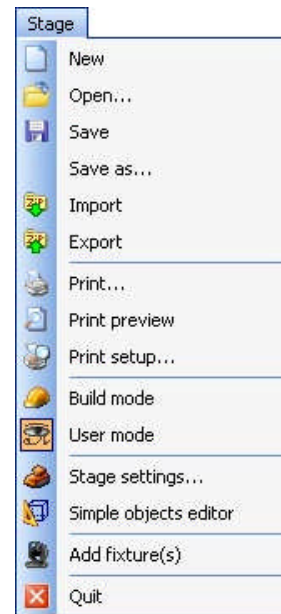 Stage
New
Open...
Save
Save as...
Import
Export
Print...
Print preview
Print setup...
Build mode
User mode
Stage settings...
Simple objects editor
Add fixture(s)
Quit